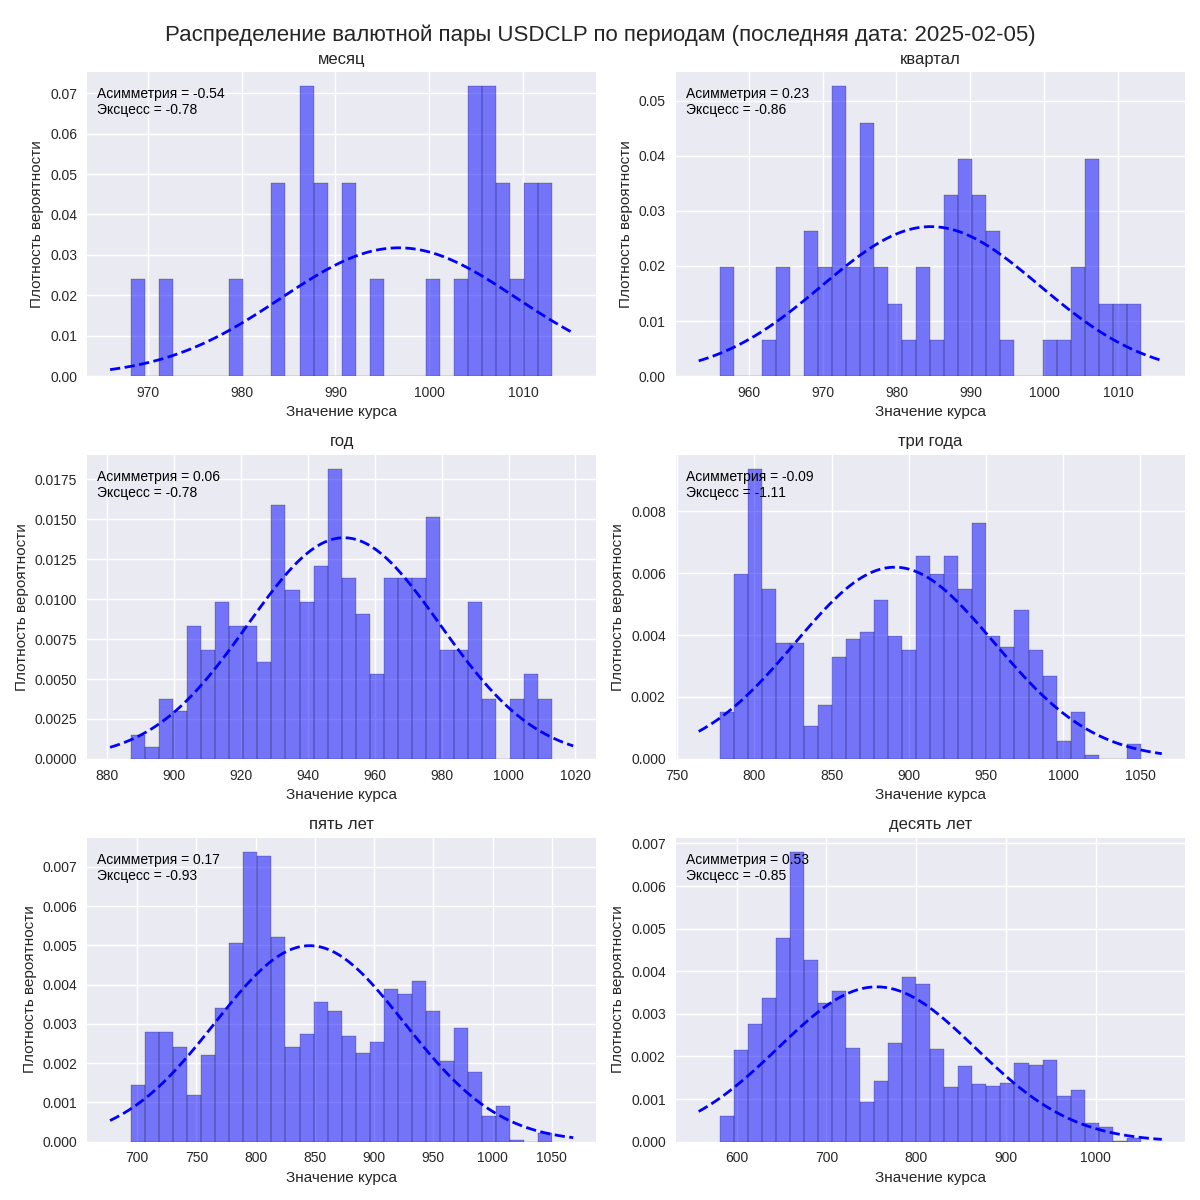 Распределение валютной пары USDCLP по периодам (последняя дата: 2025-02-05)
месяц
Асимметрия = -0.54
Эксцесс = -0.78
Плотность вероятности
0.07
0.06
0.05
0.04
0.03
0.02
0.01
0.00
970 980 990 1000 1010
Значение курса
квартал
Асимметрия = 0.23
Эксцесс = -0.86
Плотность вероятности
0.05
0.04
0.03
0.02
0.01
0.00
960 970 980 990 1000 1010
Значение курса
год
Асимметрия = 0.06
Эксцесс = -0.78
Плотность вероятности
0.0175
0.0150
0.0125
0.0100
0.0075
0.0050
0.0025
0.0000
880 900 920 940 960 980 1000 1020
Значение курса
три года
Асимметрия = -0.09
Эксцесс = -1.11
Плотность вероятности
0.008
0.006
0.004
0.002
0.000
750 800 850 900 950 1000 1050
Значение курса
пять лет
Асимметрия = 0.17
Эксцесс = -0.93
Плотность вероятности
0.007
0.006
0.005
0.004
0.003
0.002
0.001
0.000
700 750 800 850 900 950 1000 1050
Значение курса
десять лет
Асимметрия = 0.53
Эксцесс = -0.85
Плотность вероятности
0.007
0.006
0.005
0.004
0.003
0.002
0.001
0.000
600 700 800 900 1000
Значение курса